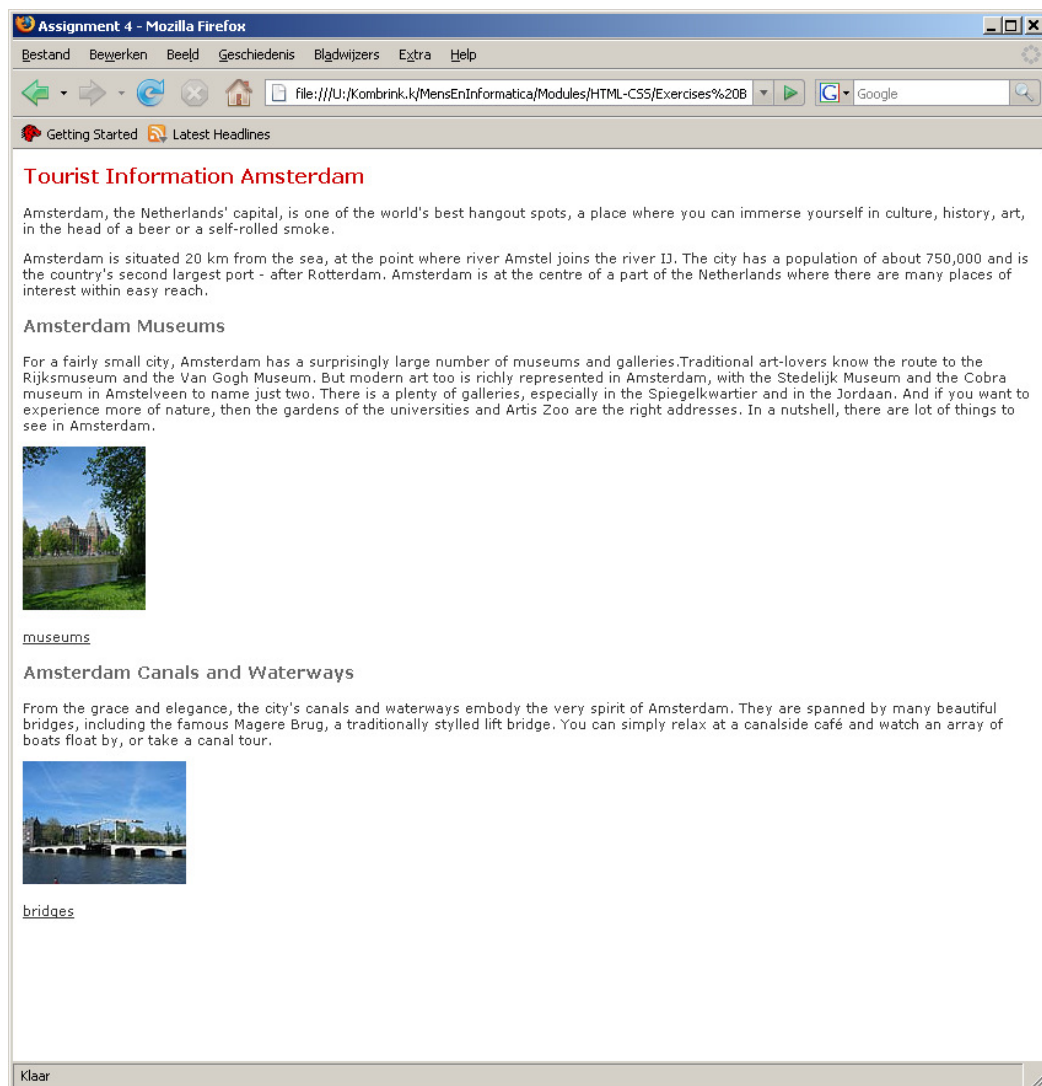 Assignment 4 - Mozilla Firefox
Bestand Bewerken Beeld Geschiedenis Bladwijzers Extra Help
file:///U:/Kombrink.k/MensEnInformatica/Modules/HTML-CSS/Exercises%20B G Google
Getting Started Latest Headlines
Tourist Information Amsterdam
Amsterdam, the Netherlands' capital, is one of the world's best hangout spots, a place where you can immerse yourself in culture, history, art,
in the head of a beer or a self-rolled smoke.
Amsterdam is situated 20 km from the sea, at the point where river Amstel joins the river IJ. The city has a population of about 750,000 and is
the country's second largest port - after Rotterdam. Amsterdam is at the centre of a part of the Netherlands where there are many places of
interest within easy reach.
Amsterdam Museums
For a fairly small city, Amsterdam has a surprisingly large number of museums and galleries.Traditional art-lovers know the route to the
Rijksmuseum and the Van Gogh Museum. But modern art too is richly represented in Amsterdam, with the Stedelijk Museum and the Cobra
museum in Amstelveen to name just two. There is a plenty of galleries, especially in the Spiegelkwartier and in the Jordaan. And if you want to
experience more of nature, then the gardens of the universities and Artis Zoo are the right addresses. In a nutshell, there are lot of things to
see in Amsterdam.
museums
Amsterdam Canals and Waterways
From the grace and elegance, the city's canals and waterways embody the very spirit of Amsterdam. They are spanned by many beautiful
bridges, including the famous Magere Brug, a traditionally stylled lift bridge. You can simply relax at a canalside café and watch an array of
boats float by, or take a canal tour.
bridges
Klaar